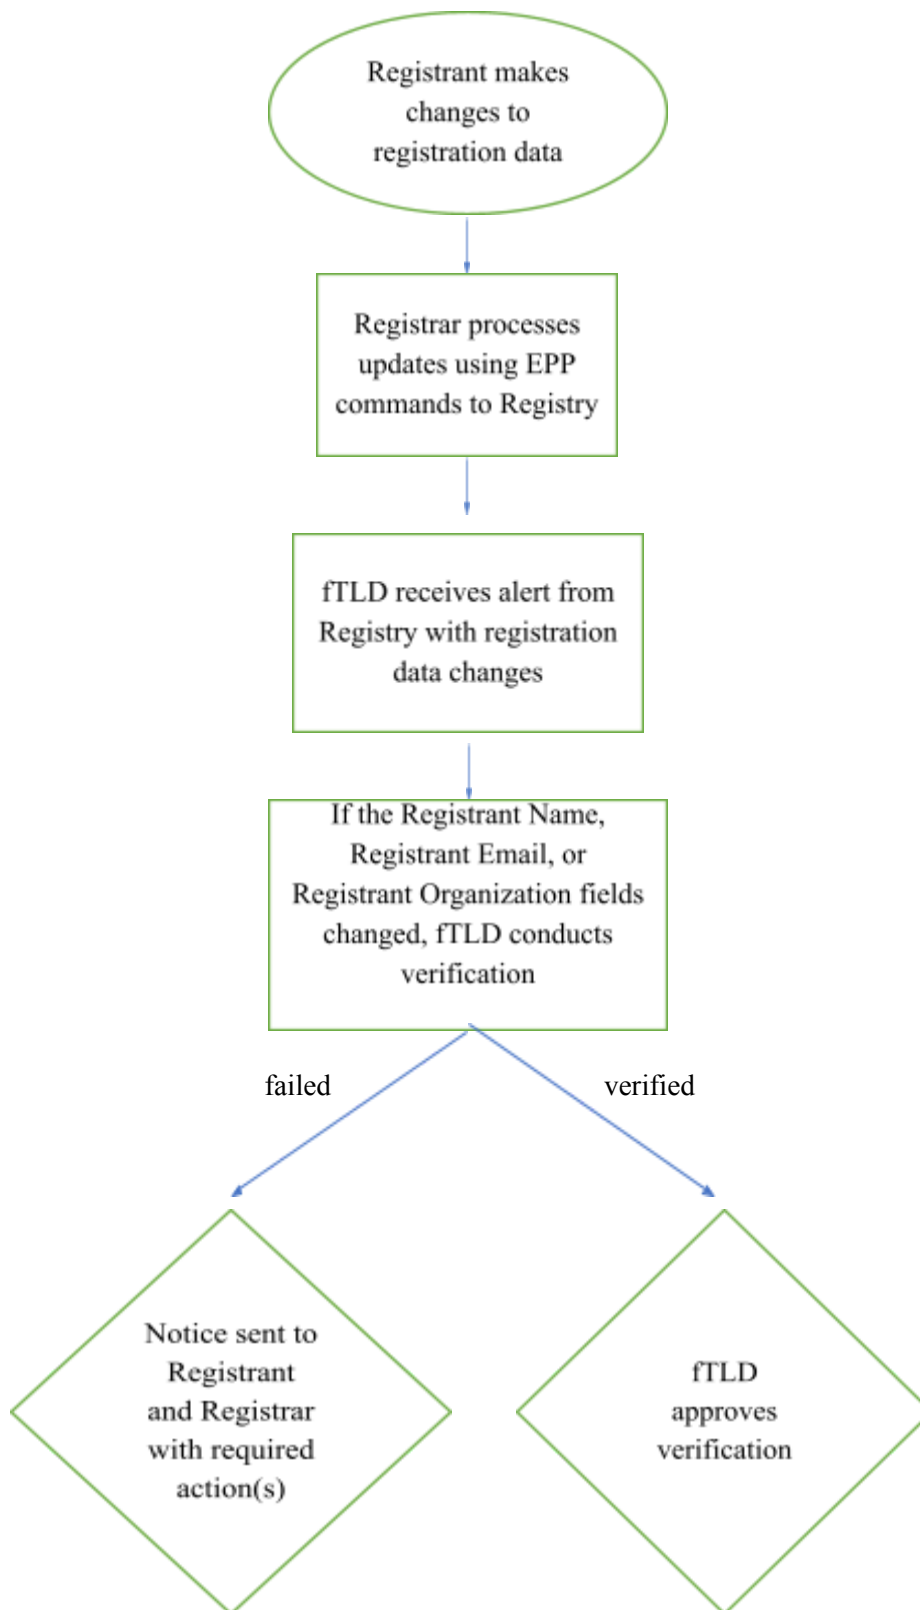 Registrant makes
changes to
registration data
Registrar processes
updates using EPP
commands to Registry
fTLD receives alert from
Registry with registration
data changes
If the Registrant Name,
Registrant Email, or
Registrant Organization fields
changed, fTLD conducts
verification
failed
verified
Notice sent to
Registrant
and Registrar
with required
action(s)
fTLD
approves
verification